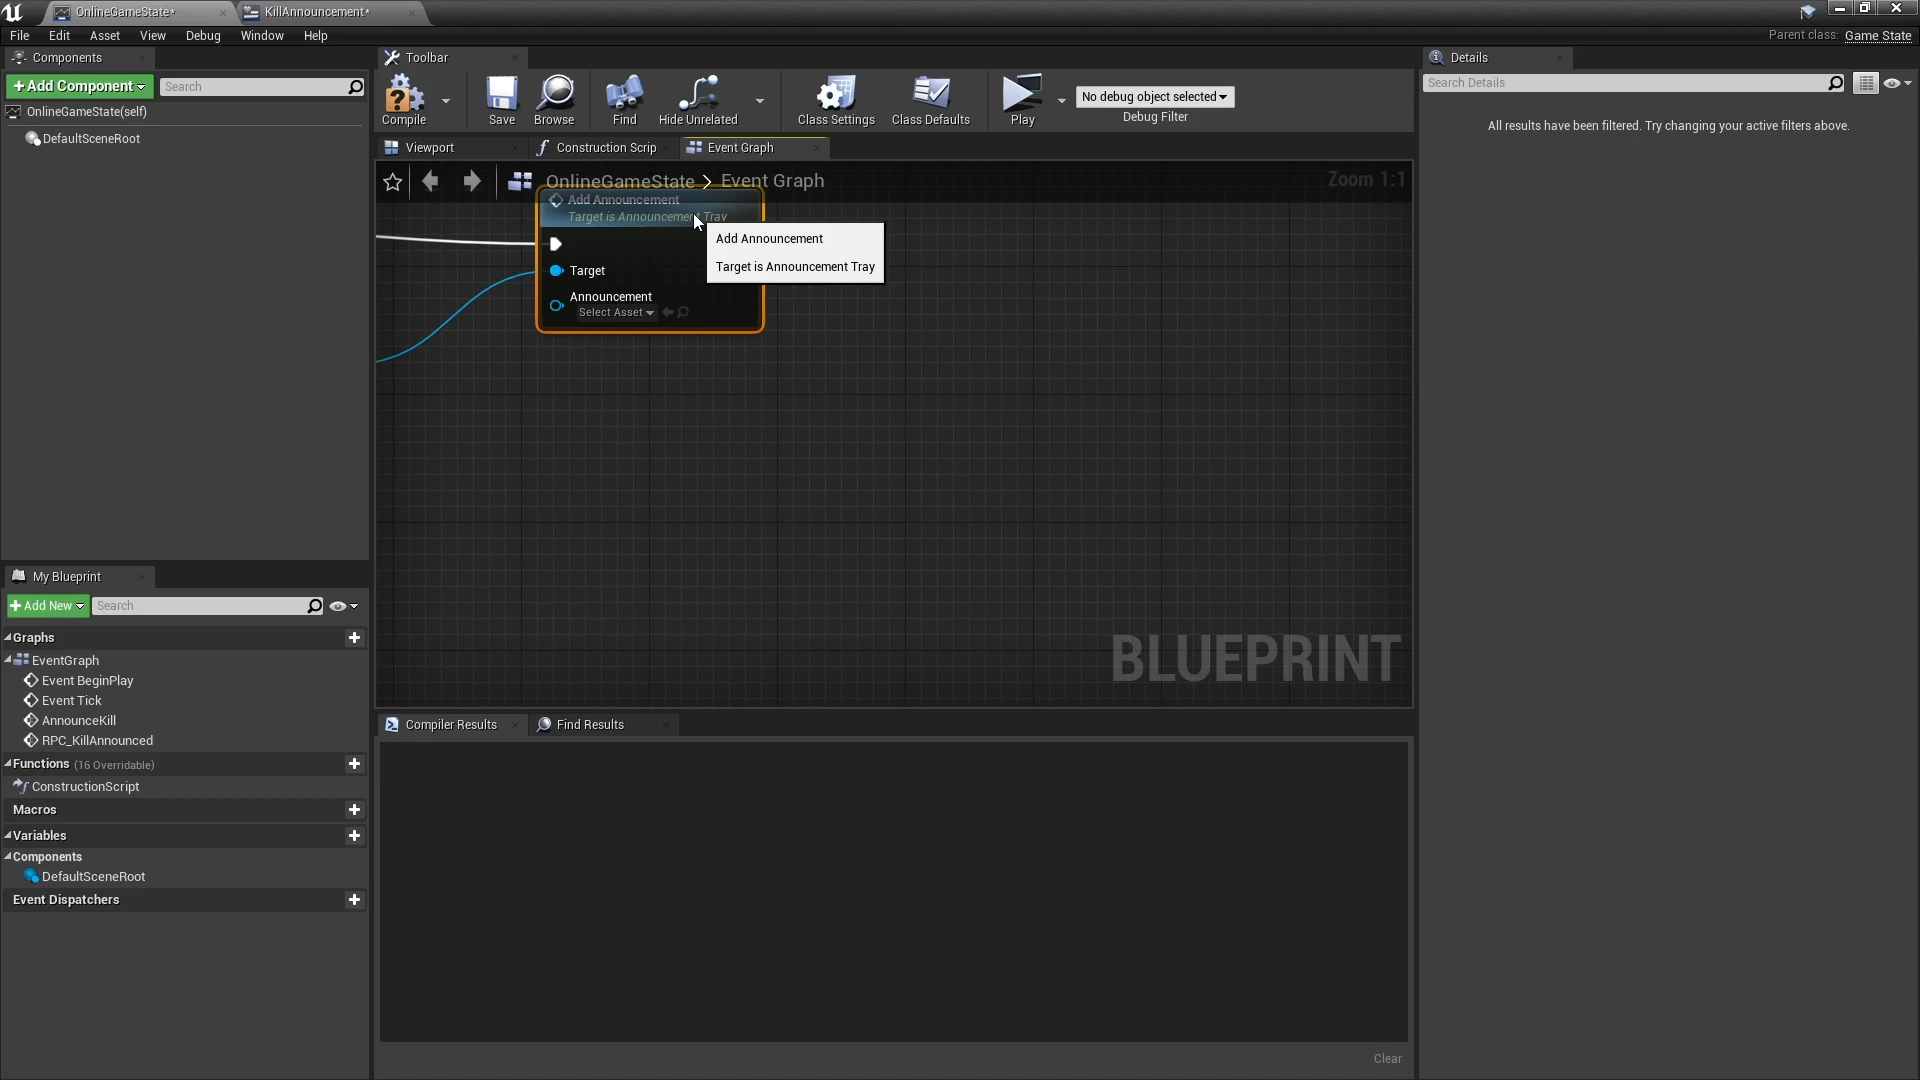 OnlineGameState*
KillAnnouncement*
File Edit Asset View Debug Window Help
Parent class: Game State
Components
+ Add Component
Search
OnlineGameState(self)
DefaultSceneRoot
Toolbar
Compile
Save
Browse
Find
Hide Unrelated
Class Settings
Class Defaults
Play
No debug object selected
Debug Filter
Viewport
Construction Scrip
Event Graph
OnlineGameState > Event Graph
Zoom 1:1
Add Announcement
Target is Announcement Tray
Target
Announcement
Select Asset
Add Announcement
Target is Announcement Tray
BLUEPRINT
Details
Search Details
All results have been filtered. Try changing your active filters above.
My Blueprint
+ Add New
Search
Graphs
EventGraph
Event BeginPlay
Event Tick
AnnounceKill
RPC_KillAnnounced
Functions (16 Overridable)
ConstructionScript
Macros
Variables
Components
DefaultSceneRoot
Event Dispatchers
Compiler Results
Find Results
Clear